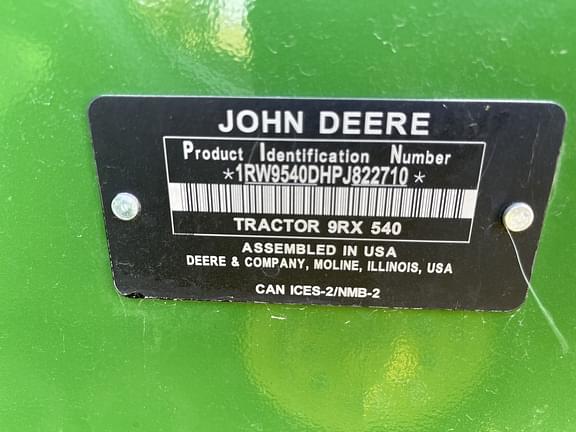 JOHN DEERE
Product Identification Number
*1RW9540DHPJ822710*
TRACTOR 9RX 540
ASSEMBLED IN USA
DEERE & COMPANY, MOLINE, ILLINOIS, USA
CAN ICES-2/NMB-2